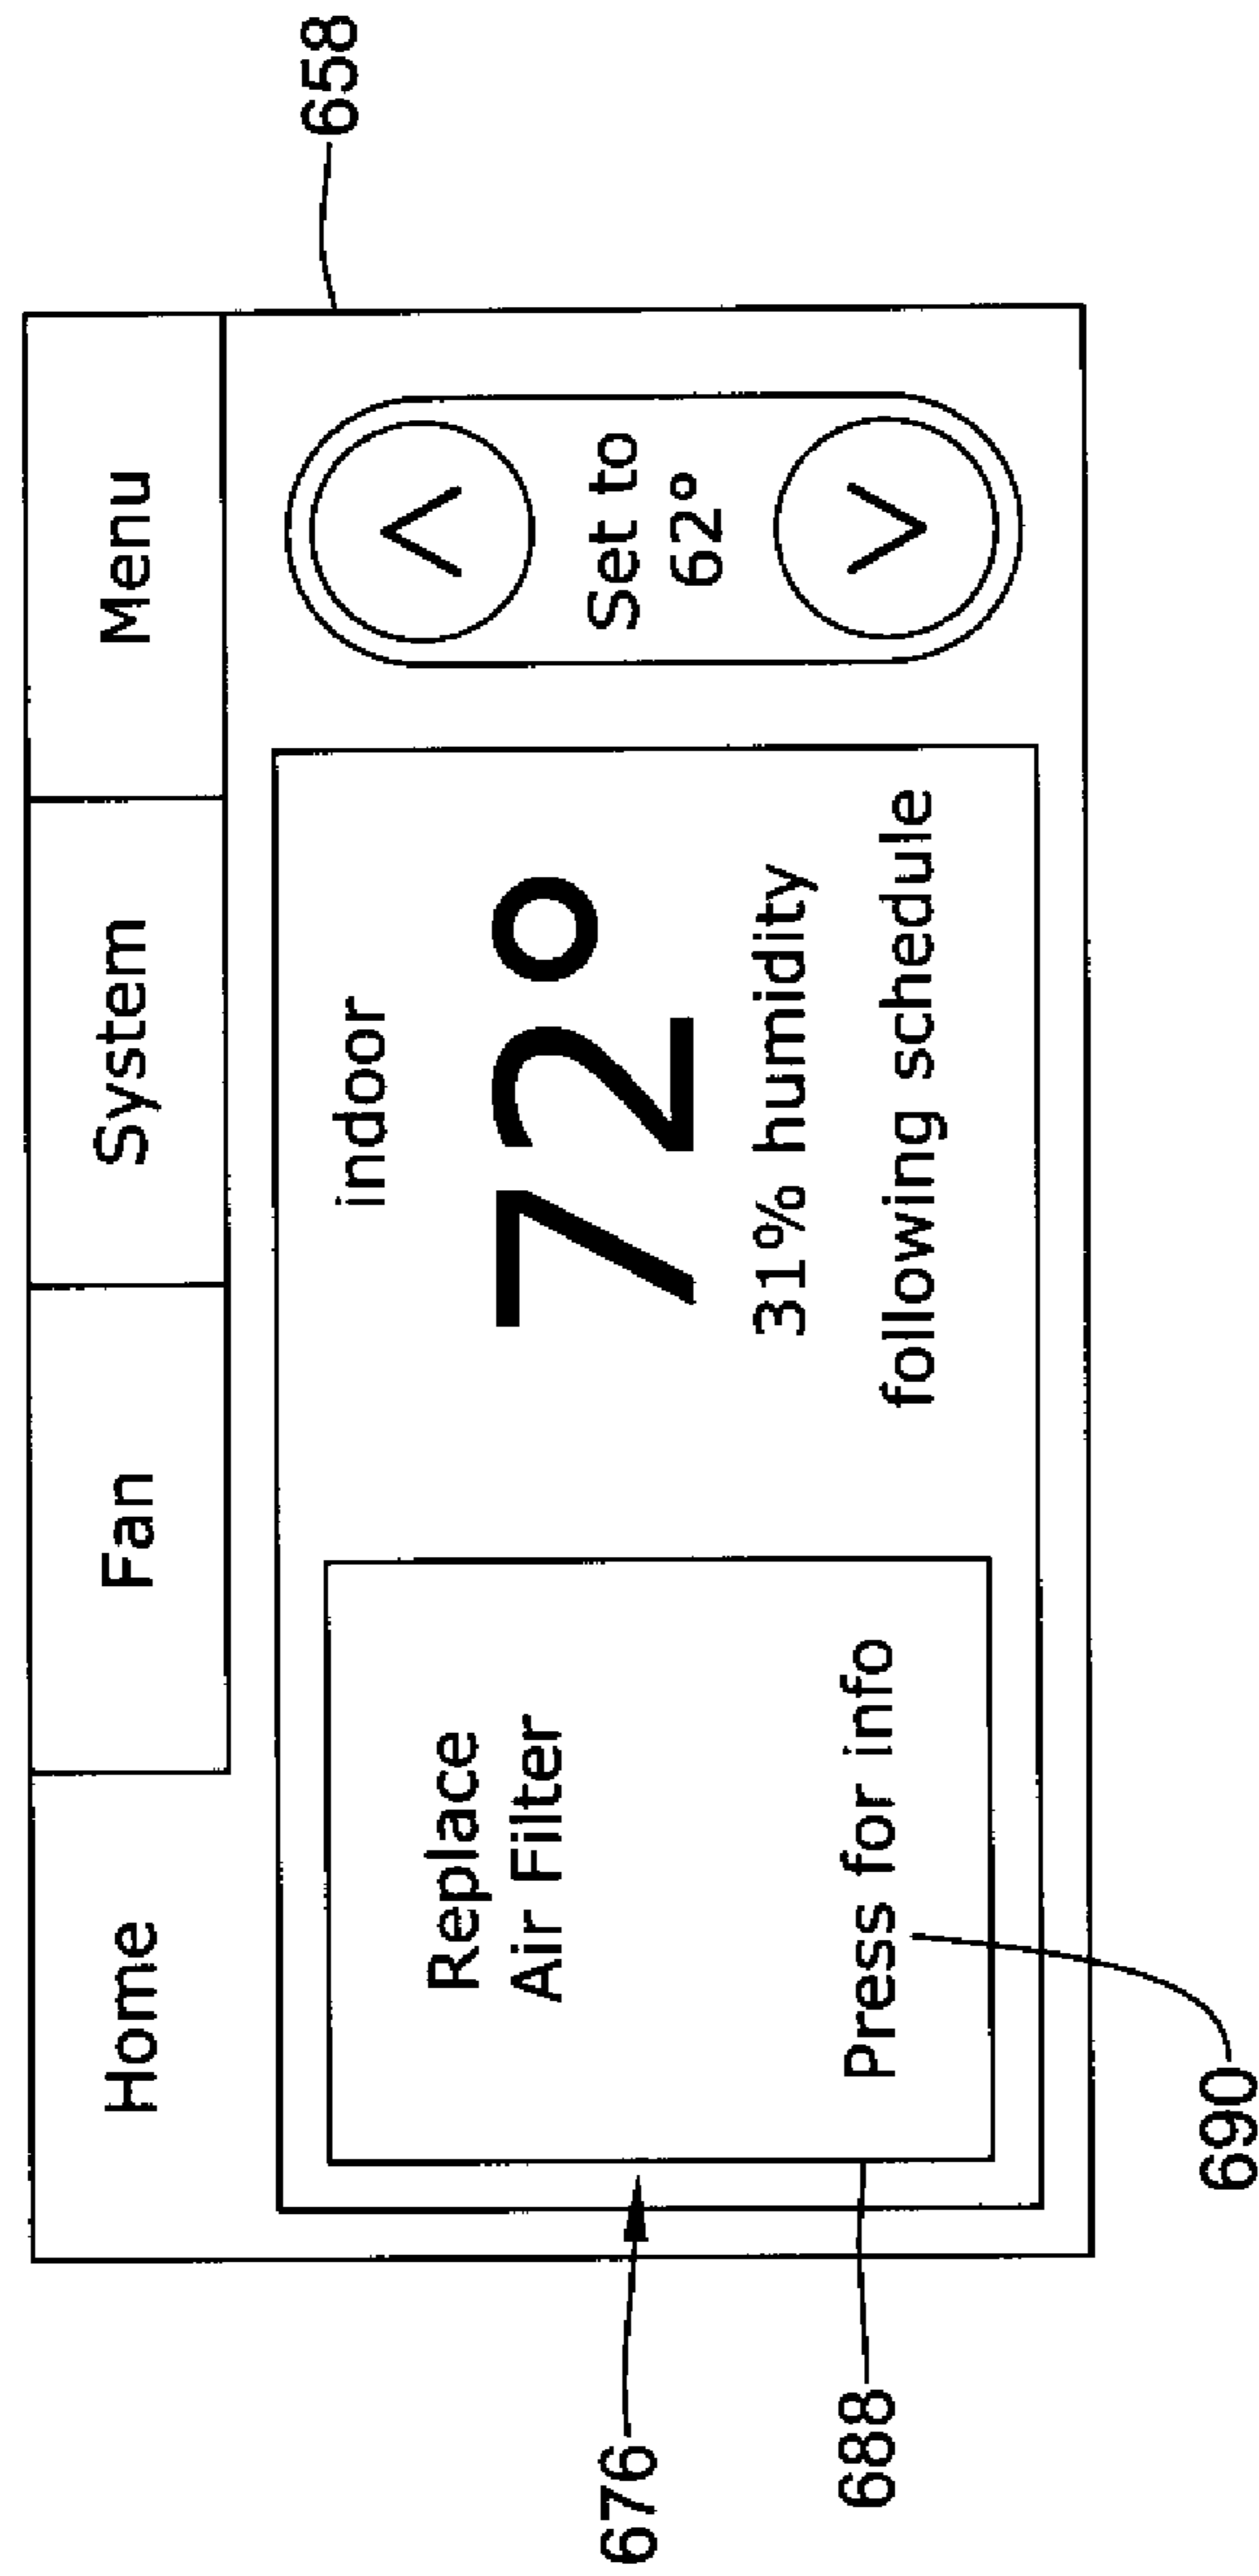 Home
Fan
System
Menu
Replace
Air Filter
Press for info
indoor
72°
31% humidity
following schedule
Set to
62°
676
688
690
658